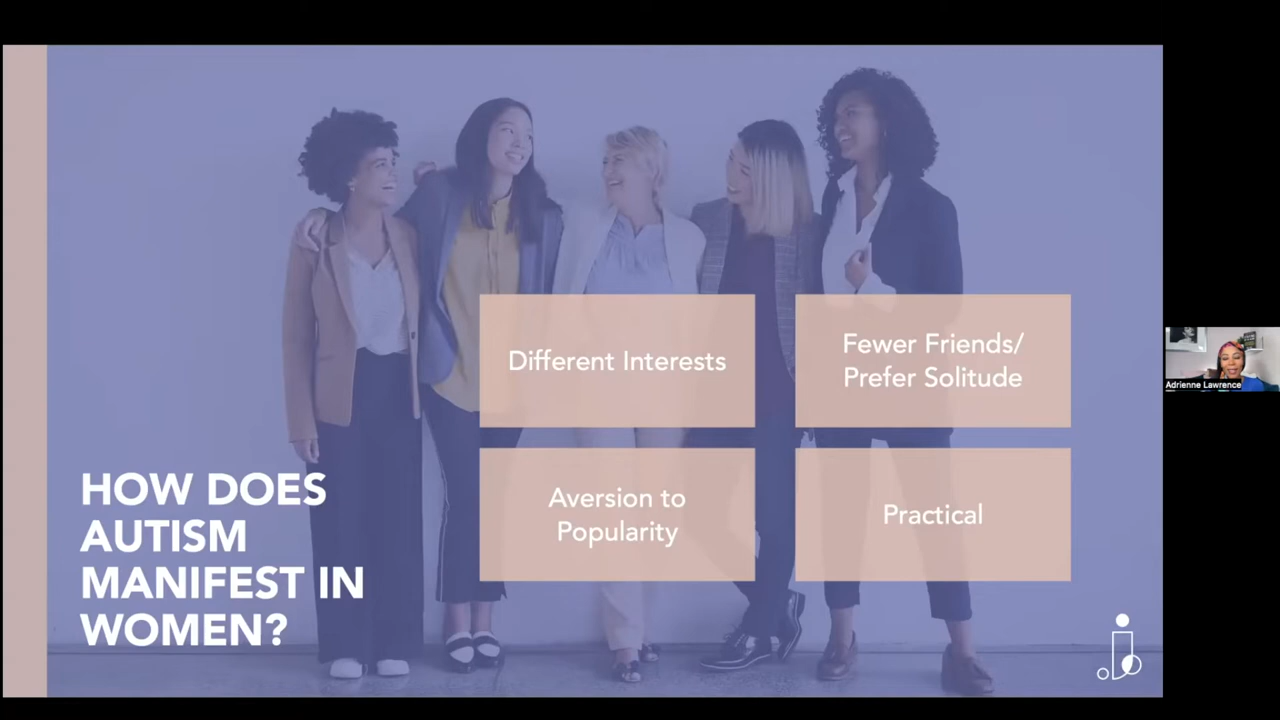 HOW DOES
AUTISM
MANIFEST IN
WOMEN?
Different Interests
Fewer Friends/
Prefer Solitude
Aversion to
Popularity
Practical
Adrienne Lawrence